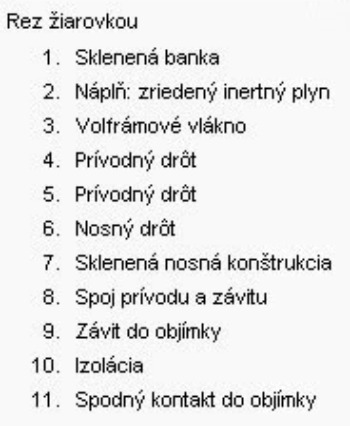 Rez žiarovkou
1. Sklenená banka
2. Náplň: zriedený inertný plyn
3. Volfrámové vlákno
4. Prívodný drôt
5. Prívodný drôt
6. Nosný drôt
7. Sklenená nosná konštrukcia
8. Spoj prívodu a závitu
9. Závit do objímky
10. Izolácia
11. Spodný kontakt do objímky